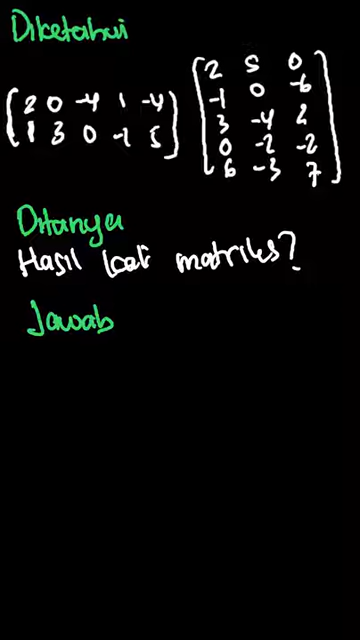 Diketahui
[2 0 -4 1 -4] [2 5 0]
[1 3 0 -1 5] [-1 0 -6]
[3 -4 2]
[0 -2 -2]
[6 -3 7]
Ditanya
Hasil kali matriks?
Jawab